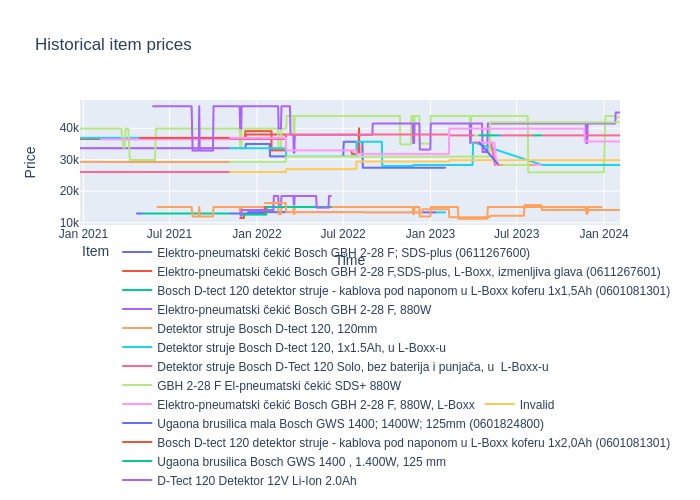 Historical item prices
Price
40k
30k
20k
10k
Jan 2021 Jul 2021 Jan 2022 Jul 2022 Jan 2023 Jul 2023 Jan 2024
Time
Item
Elektro-pneumatski čekić Bosch GBH 2-28 F; SDS-plus (0611267600)
Elektro-pneumatski čekić Bosch GBH 2-28 F,SDS-plus, L-Boxx, izmenljiva glava (0611267601)
Bosch D-tect 120 detektor struje - kablova pod naponom u L-Boxx koferu 1x1,5Ah (0601081301)
Elektro-pneumatski čekić Bosch GBH 2-28 F, 880W
Detektor struje Bosch D-tect 120, 120mm
Detektor struje Bosch D-tect 120, 1x1.5Ah, u L-Boxx-u
Detektor struje Bosch D-Tect 120 Solo, bez baterija i punjača, u L-Boxx-u
GBH 2-28 F El-pneumatski čekić SDS+ 880W
Elektro-pneumatski čekić Bosch GBH 2-28 F, 880W, L-Boxx Invalid
Ugaona brusilica mala Bosch GWS 1400; 1400W; 125mm (0601824800)
Bosch D-tect 120 detektor struje - kablova pod naponom u L-Boxx koferu 1x2,0Ah (0601081301)
Ugaona brusilica Bosch GWS 1400 , 1.400W, 125 mm
D-Tect 120 Detektor 12V Li-Ion 2.0Ah